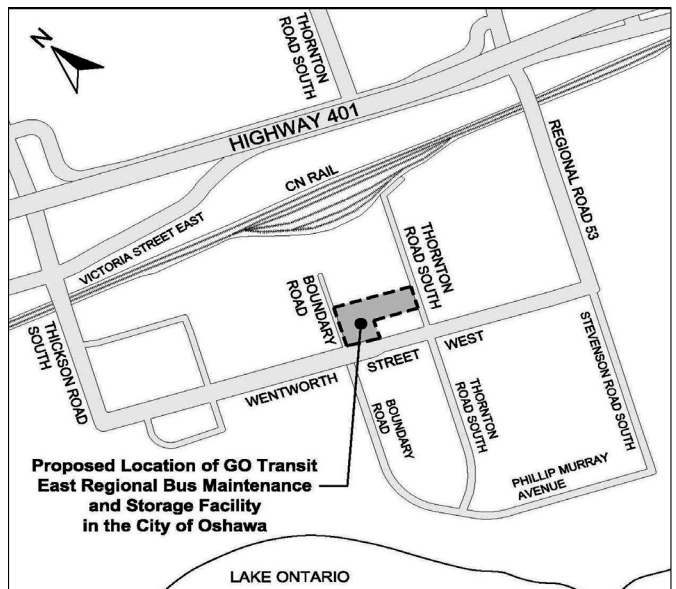 N
THORNTON
ROAD SOUTH
HIGHWAY 401
CN RAIL
REGIONAL ROAD 53
VICTORIA STREET EAST
THORNTON
ROAD SOUTH
BOUNDARY
ROAD
THICKSON ROAD
SOUTH
WENTWORTH STREET WEST
STEVENSON ROAD SOUTH
BOUNDARY
ROAD
THORNTON
ROAD SOUTH
PHILLIP MURRAY
AVENUE
Proposed Location of GO Transit
East Regional Bus Maintenance
and Storage Facility
in the City of Oshawa
LAKE ONTARIO